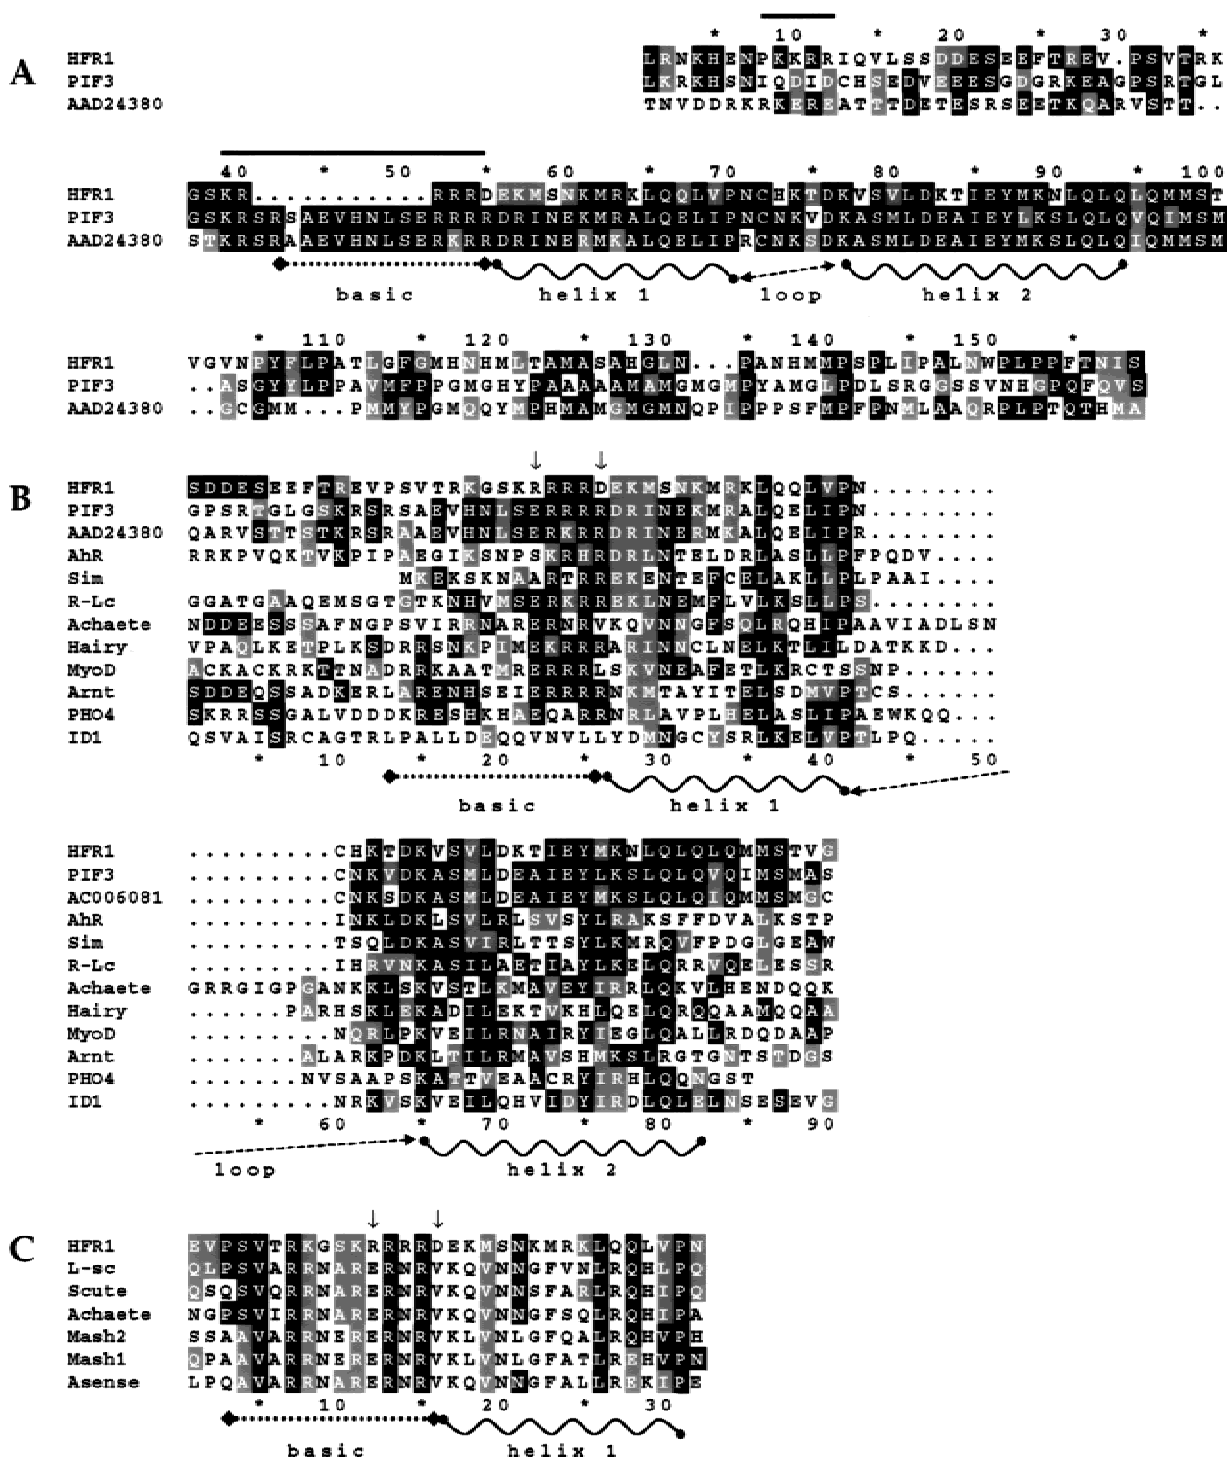 A
* 10 * 20 * 30 *
HFR1 LRNKHENPKKRRIQVLSSDDESEEFTREV.PSVTRK
PIF3 LKRKHSNIQDIDCHSEDVEEESGDGRKEAGPSRTGL
AAD24380 TNVDDRKRKEREATTTDETESRSEETKQARVSTT..
40 * 50 * 60 * 70 * 80 * 90 * 100
HFR1 GSKR...........RRRDEKMSNKMRKLQQLVPNCHKTDKVSVLDKTIEYMKNLQLQLQMMST
PIF3 GSKRSRSAEVHNLSERRRRDRINEKMRALQELIPNCNKVDKASMLDEAIEYLKSLQLQVQIMSM
AAD24380 STKRSRAAEVHNLSERKRRDRINERMKALQELIPRCNKSDKASMLDEAIEYMKSLQLQIQMMSM
basic helix 1 loop helix 2
* 110 * 120 * 130 * 140 * 150 *
HFR1 VGVNPYFLPATLGFGMHNHMLTAMASAHGLN...PANHMMPSPLIPALNWPLPPFTNIS
PIF3 ..ASGYYLPPAVMFPPGMGHYPAAAAAMAMGMGMPYAMGLPDLSRGGSSVNHGPQFQVS
AAD24380 ..GCGMM...PMMYPGMQQYMPHMAMGMGMNQPIPPPSFMPFPNMLAAQRPLPTQTHMA
↓ ↓
B
HFR1 SDDESEEFTREVPSVTRKGSKRRRRDEKMSNKMRKLQQLVPN........
PIF3 GPSRTGLGSKRSRSAEVHNLSERRRRDRINEKMRALQELIPN........
AAD24380 QARVSTTSTKRSRAAEVHNLSERKRRDRINERMKALQELIPR........
AhR RRKPVQKTVKPIPAEGIKSNPSKRHRDRLNTELDRLASLLPFPQDV....
Sim MKEKSKNAARTRREKENTEFCELAKLLPLPAAI....
R-Lc GGATGAAQEMSGTGTKNHVMSERKRREKLNEMFLVLKSLLPS........
Achaete NDDEESSSAFNGPSVIRRNARERNRVKQVNNGFSQLRQHIPAAVIADLSN
Hairy VPAQLKETPLKSDRRSNKPIMEKRRRARINNCLNELKTLILDATKKD...
MyoD ACKACKRKTTNADRRKAATMRERRRLSKVNEAFETLKRCTSSNP......
Arnt SDDEQSSADKERLARENHSEIERRRRNKMTAYITELSDMVPTCS......
PHO4 SKRRSSGALVDDDKRESHKHAEQARRNRLAVPLHELASLIPAEWKQQ...
ID1 QSVAISRCAGTRLPALLDEQQVNVLLYDMNGCYSRLKELVPTLPQ.....
* 10 * 20 * 30 * 40 * 50
basic helix 1
HFR1 .........CHKTDKVSVLDKTIEYMKNLQLQLQMMSTVG
PIF3 .........CNKVDKASMLDEAIEYLKSLQLQVQIMSMAS
AC006081 .........CNKSDKASMLDEAIEYMKSLQLQIQMMSMGC
AhR .........INKLDKLSVLRLSVSYLRAKSFFDVALKSTP
Sim .........TSQLDKASVIRLTTSYLKMRQVFPDGLGEAW
R-Lc .........IHRVNKASILAETIAYLKELQRRVQELESSR
Achaete GRRGIGPGANKKLSKVSTLKMAVEYIRRLQKVLHENDQQK
Hairy ......PARHSKLEKADILEKTVKHLQELQRQQAAMQQAA
MyoD .........NQRLPKVEILRNAIRYIEGLQALLRDQDAAP
Arnt .......ALARKPDKLTILRMAVSHMKSLRGTGNTSTDGS
PHO4 .......NVSAAPSKATTVEAACRYIRHLQQNGST
ID1 .........NRKVSKVEILQHVIDYIRDLQLELNSESEVG
* 60 * 70 * 80 * 90
loop helix 2
↓ ↓
C
HFR1 EVPSVTRKGSKRRRRDEKMSNKMRKLQQLVPN
L-sc QLPSVARRNARERNRVKQVNNGFVNLRQHLPQ
Scute QSQSVQRRNARERNRVKQVNNSFARLRQHIPQ
Achaete NGPSVIRRNARERNRVKQVNNGFSQLRQHIPA
Mash2 SSAAVARRNERERNRVKLVNLGFQALRQHVPH
Mash1 QPAAVARRNERERNRVKLVNLGFATLREHVPN
Asense LPQAVARRNARERNRVKQVNNGFALLREKIPE
* 10 * 20 * 30
basic helix 1